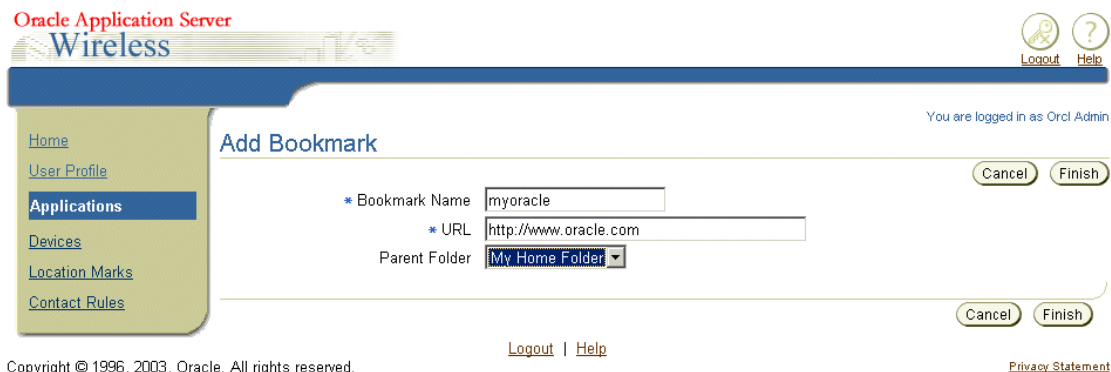 Oracle Application Server
Wireless
Logout Help
You are logged in as Orcl Admin
Home
User Profile
Applications
Devices
Location Marks
Contact Rules
Add Bookmark
Cancel Finish
* Bookmark Name myoracle
* URL http://www.oracle.com
Parent Folder My Home Folder
Cancel Finish
Logout | Help
Copyright © 1996, 2003, Oracle. All rights reserved.
Privacy Statement